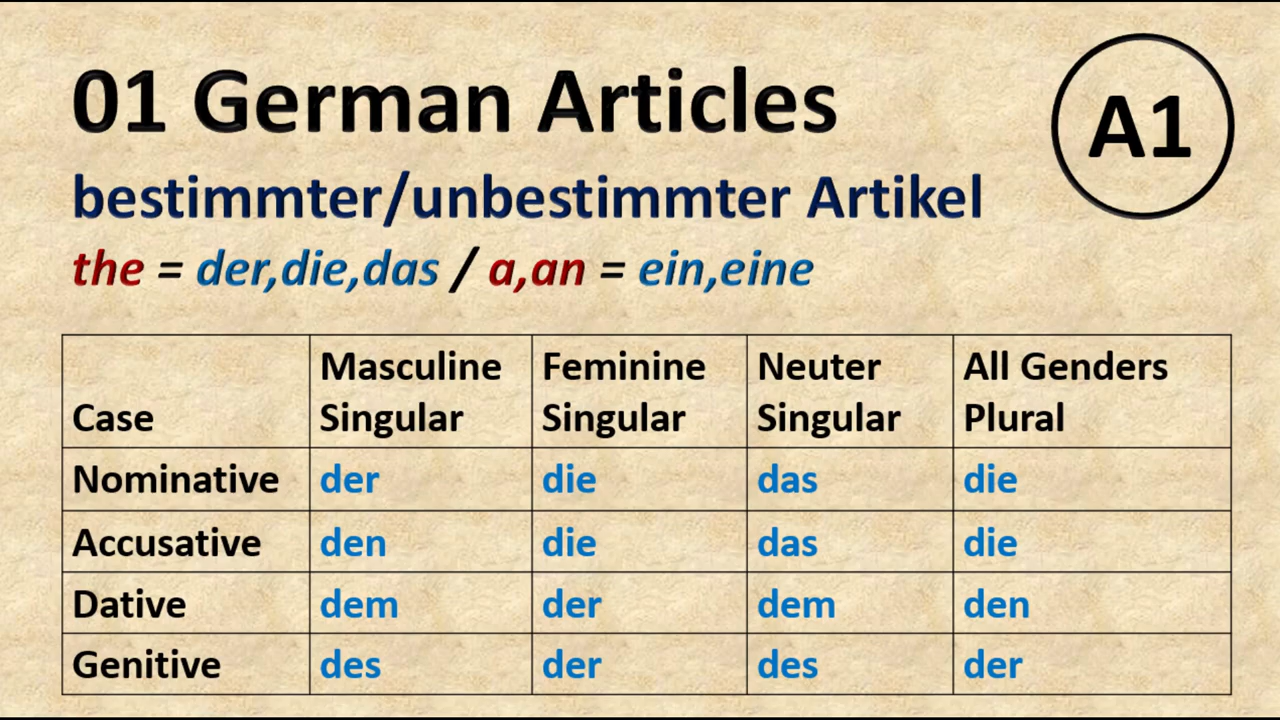 01 German Articles
A1
bestimmter/unbestimmter Artikel
the = der,die,das / a,an = ein,eine
Case Masculine Singular Feminine Singular Neuter Singular All Genders Plural
Nominative der die das die
Accusative den die das die
Dative dem der dem den
Genitive des der des der